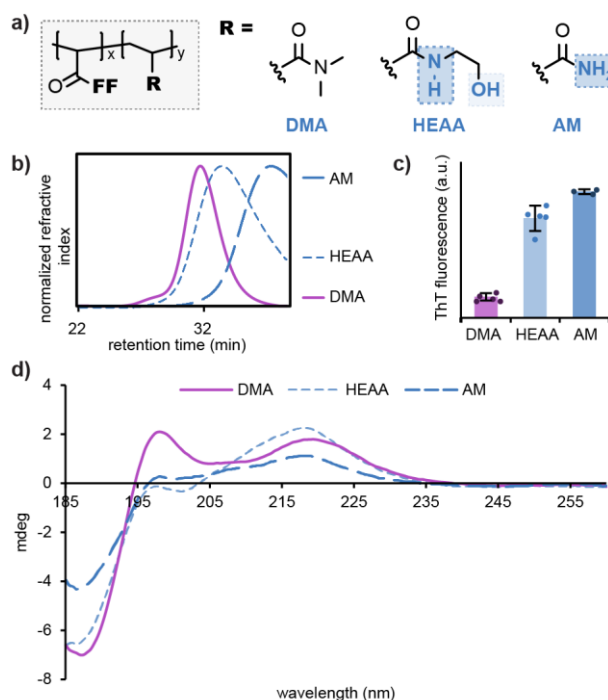 a)
R =
x
y
O
FF
R
O
N
DMA
O
N
H
OH
HEAA
O
NH
AM
b)
normalized refractive
index
AM
HEAA
DMA
22
32
retention time (min)
c)
ThT fluorescence (a.u.)
DMA
HEAA
AM
d)
DMA
HEAA
AM
4
2
0
-2
-4
-6
-8
185
195
205
215
225
235
245
255
mdeg
wavelength (nm)